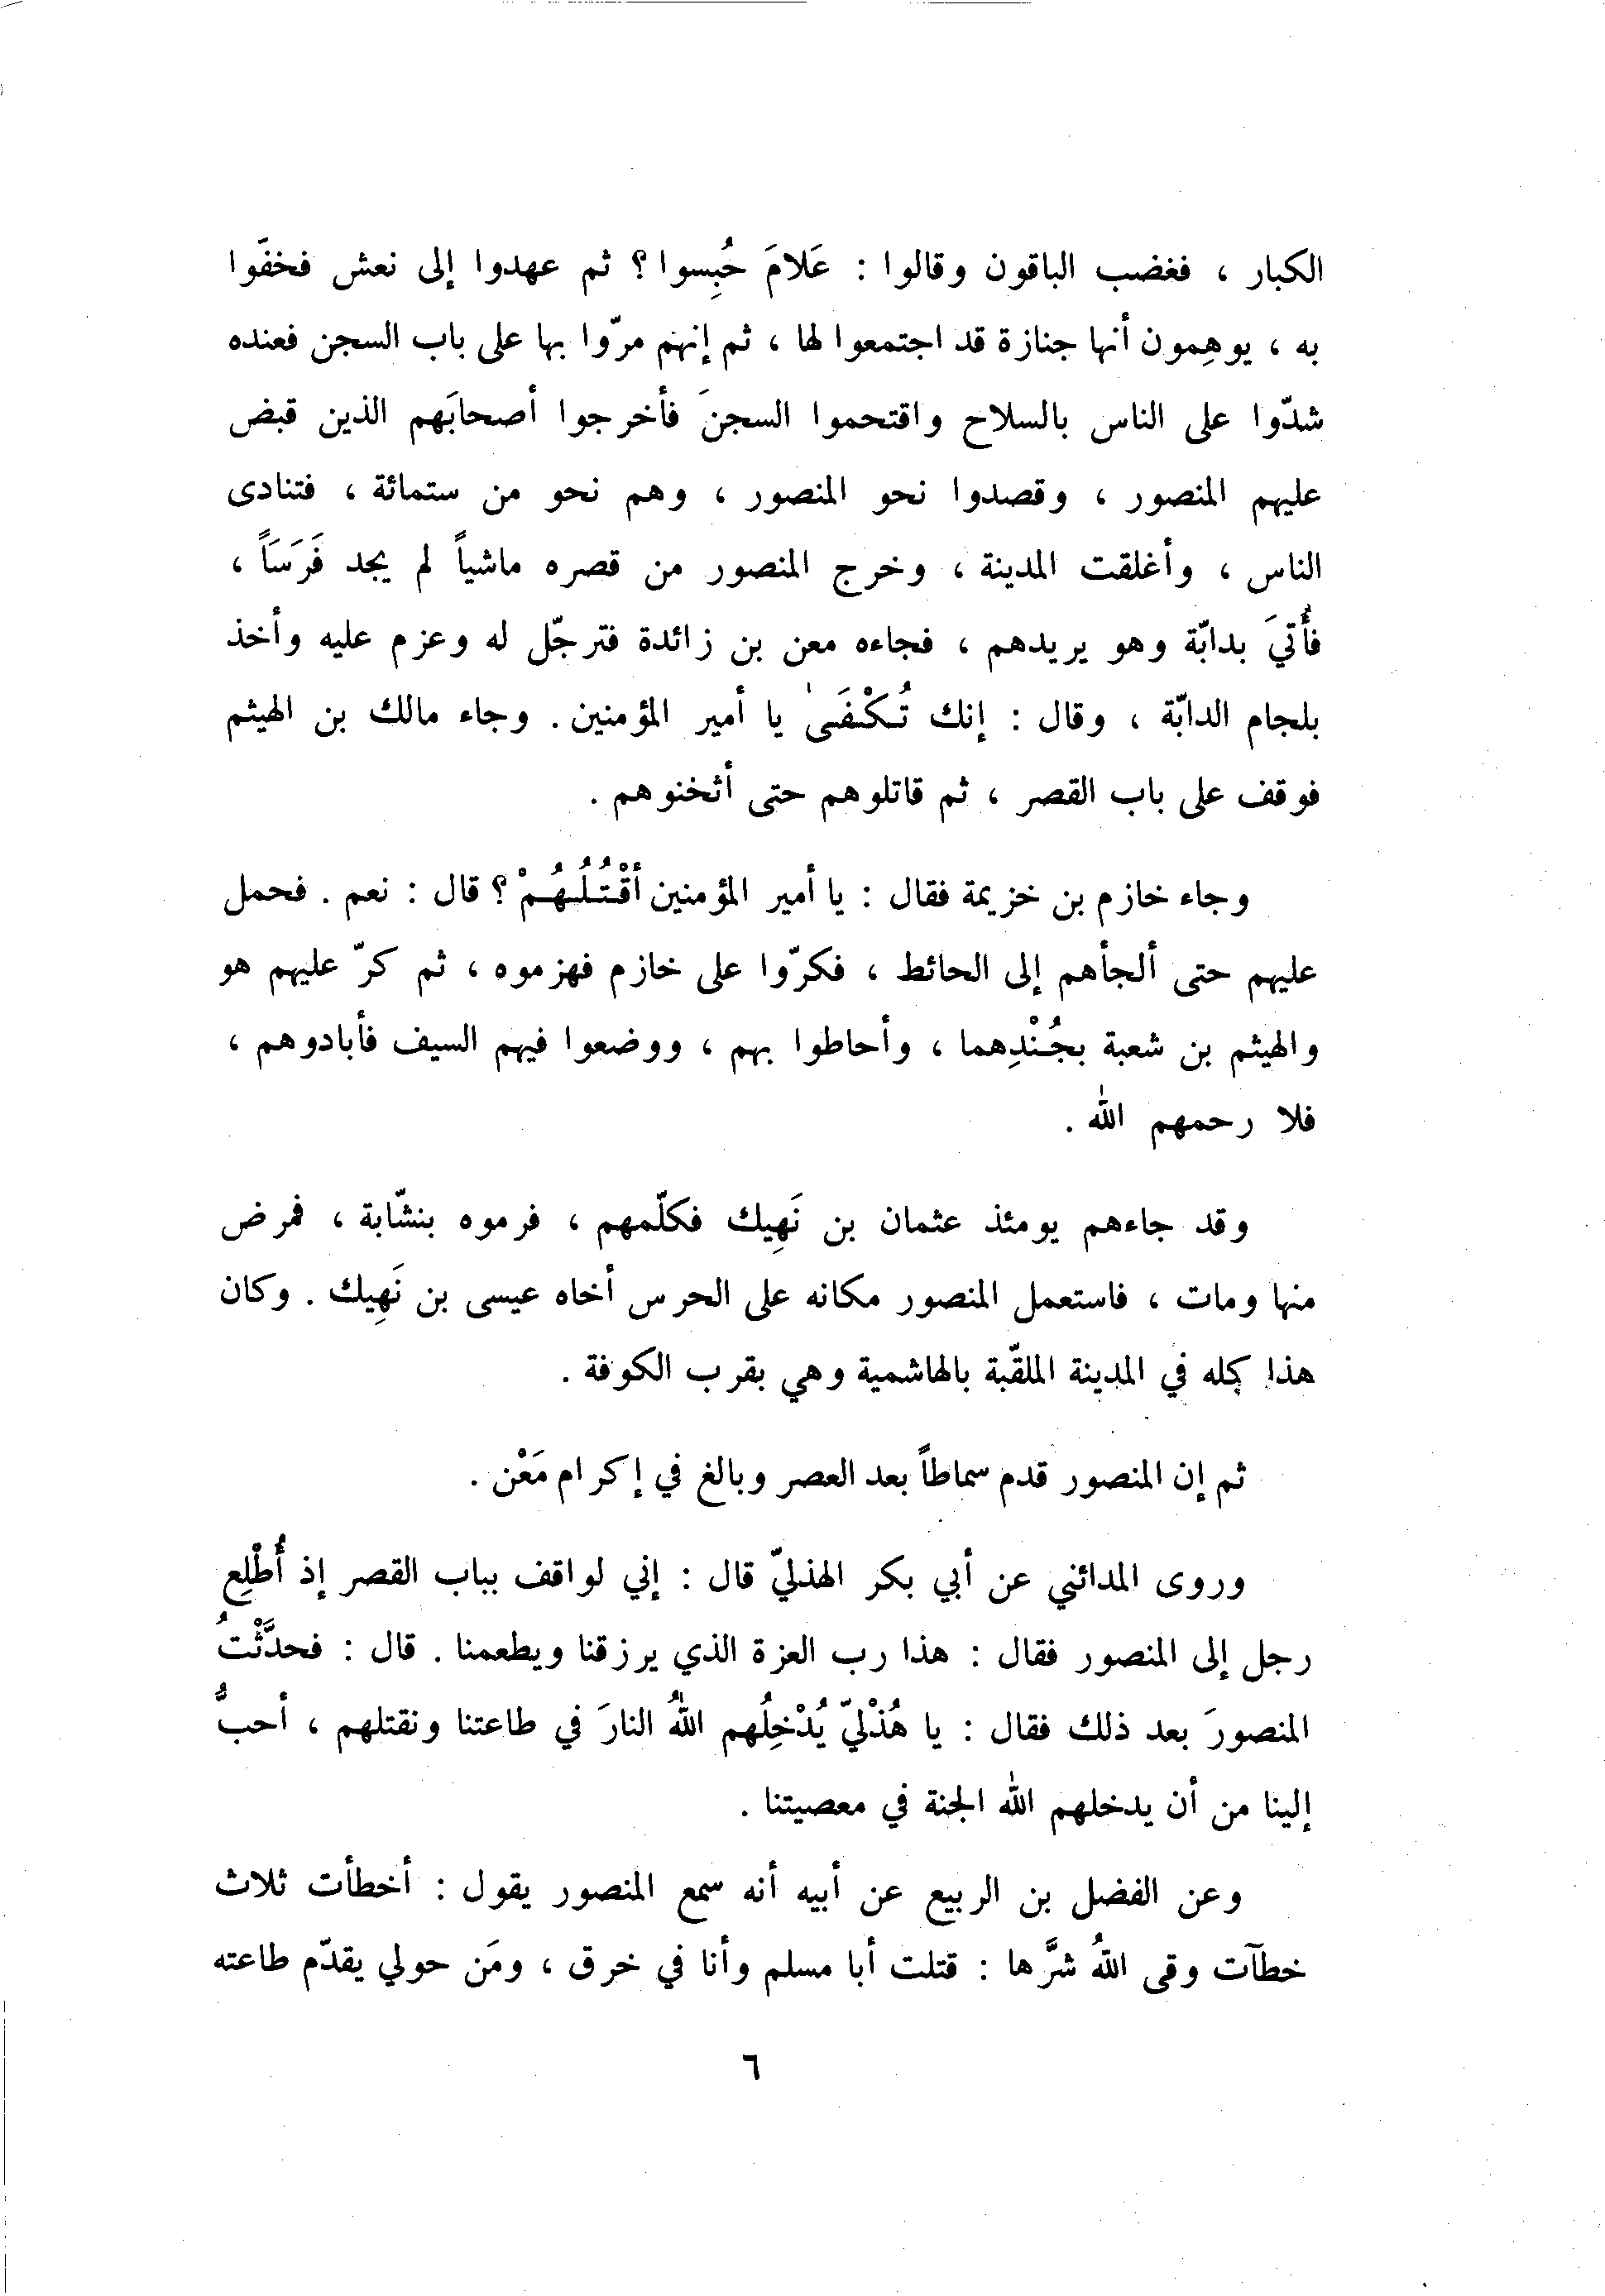 الكبار ، فغضب الباقون وقالوا : عَلامَ حُبِسوا ؟ ثم عهدوا إلى نعش فخفّوا
به ، يوهِمون أنها جنازة قد اجتمعوا لها ، ثم إنهم مرّوا بها على باب السجن فعنده
شدّوا على الناس بالسلاح واقتحموا السجنَ فأخرجوا أصحابَهم الذين قبض
عليهم المنصور ، وقصدوا نحو المنصور ، وهم نحو من ستمائة ، فتنادى
الناس ، وأغلقت المدينة ، وخرج المنصور من قصره ماشياً لم يجد فَرَسَاً ،
فأُتيَ بدابّة وهو يريدهم ، فجاءه معن بن زائدة فترجّل له وعزم عليه وأخذ
بلجام الدابّة ، وقال : إنك تُكْفَىٰ يا أمير المؤمنين . وجاء مالك بن الهيثم
فوقف على باب القصر ، ثم قاتلوهم حتى أثخنوهم .
وجاء خازم بن خزيمة فقال : يا أمير المؤمنين أقْتُلُهُمْ ؟ قال : نعم . فحمل
عليهم حتى ألجأهم إلى الحائط ، فكرّوا على خازم فهزموه ، ثم كرّ عليهم هو
والهيثم بن شعبة بجُنْدِهما ، وأحاطوا بهم ، ووضعوا فيهم السيف فأبادوهم ،
فلا رحمهم الله .
وقد جاءهم يومئذ عثمان بن نَهِيك فكلّمهم ، فرموه بنشّابة ، فمرض
منها ومات ، فاستعمل المنصور مكانه على الحرس أخاه عيسى بن نَهِيك . وكان
هذا كله في المدينة الملقّبة بالهاشمية وهي بقرب الكوفة .
ثم إن المنصور قدم سماطاً بعد العصر وبالغ في إكرام مَعْن .
وروى المدائني عن أبي بكر الهذليّ قال : إني لواقف بباب القصر إذ أُطْلِع
رجل إلى المنصور فقال : هذا رب العزة الذي يرزقنا ويطعمنا . قال : فحدَّثْتُ
المنصورَ بعد ذلك فقال : يا هُذْليّ يُدْخِلُهم اللهُ النارَ في طاعتنا ونقتلهم ، أحبُّ
إلينا من أن يدخلهم الله الجنة في معصيتنا .
وعن الفضل بن الربيع عن أبيه أنه سمع المنصور يقول : أخطأت ثلاث
خطآت وقى اللهُ شرَّها : قتلت أبا مسلم وأنا في خرق ، ومَن حولي يقدّم طاعته
٦